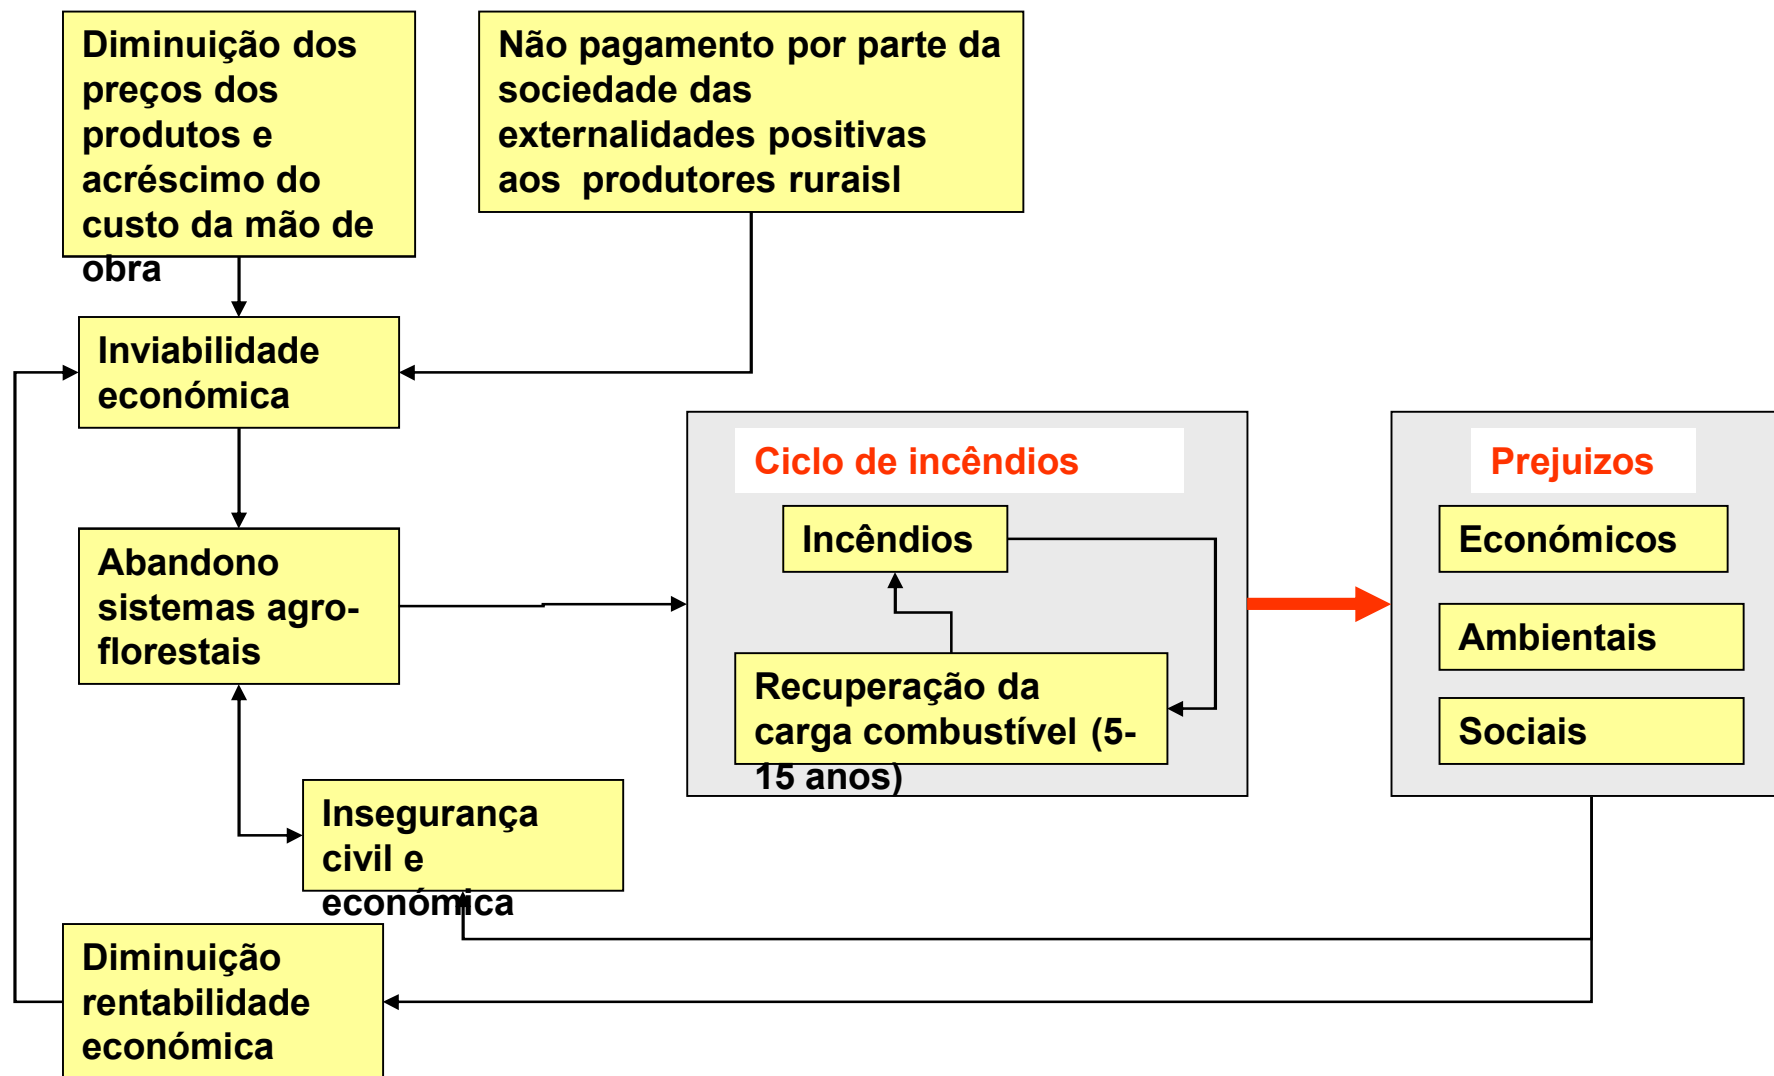 Diminuição dos
preços dos
produtos e
acréscimo do
custo da mão de
obra
Não pagamento por parte da
sociedade das
externalidades positivas
aos  produtores ruraisl
Inviabilidade
económica
Abandono
sistemas agro-
florestais
Ciclo de incêndios
Incêndios
Recuperação da
carga combustível (5-
15 anos)
Prejuizos
Económicos
Ambientais
Sociais
Insegurança
civil e
económica
Diminuição
rentabilidade
económica